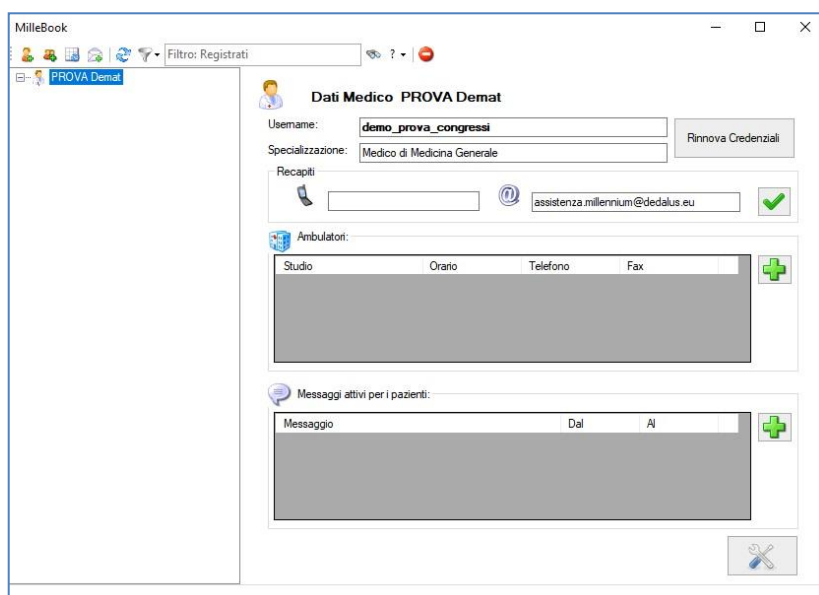 MilleBook
Filtro: Registrati
?
PROVA Demat
Dati Medico PROVA Demat
Username: demo_prova_congressi
Rinnova Credenziali
Specializzazione: Medico di Medicina Generale
Recapiti
@ assistenza.millennium@dedalus.eu
Ambulatori:
Studio Orario Telefono Fax
Messaggi attivi per i pazienti:
Messaggio Dal Al